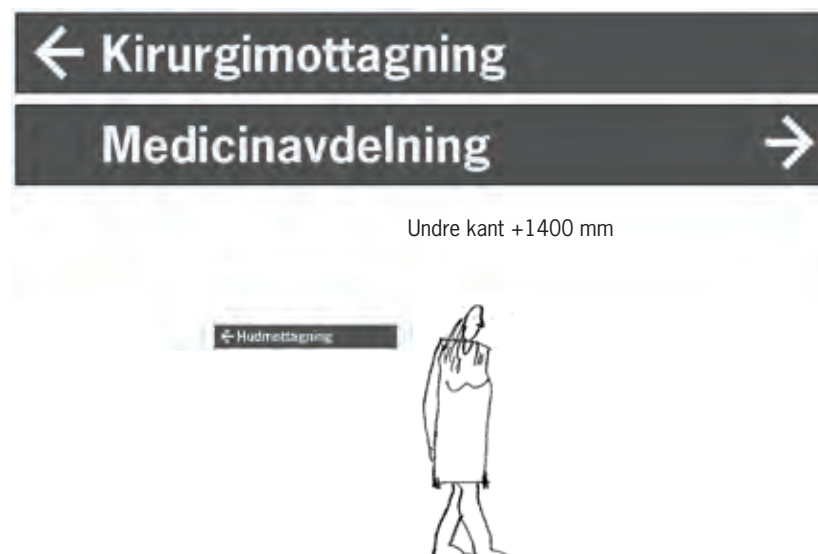 ← Kirurgimottagning
Medicinavdelning →
Undre kant +1400 mm
← Hudmottagning